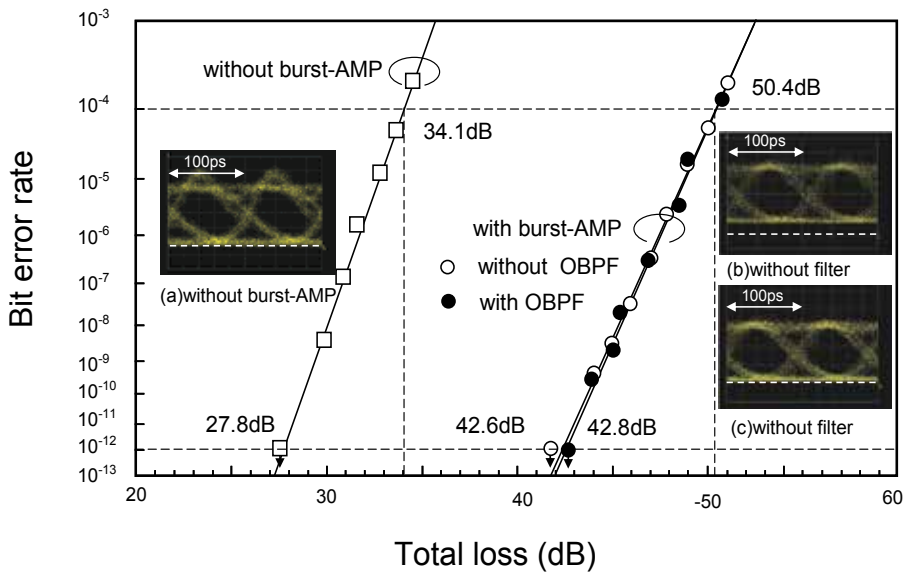 10-3
10-4
10-5
10-6
10-7
10-8
10-9
10-10
10-11
10-12
10-13
Bit error rate
without burst-AMP
34.1dB
50.4dB
100ps
(a)without burst-AMP
with burst-AMP
without OBPF
with OBPF
100ps
(b)without filter
100ps
(c)without filter
27.8dB
42.6dB
42.8dB
20
30
40
-50
60
Total loss (dB)